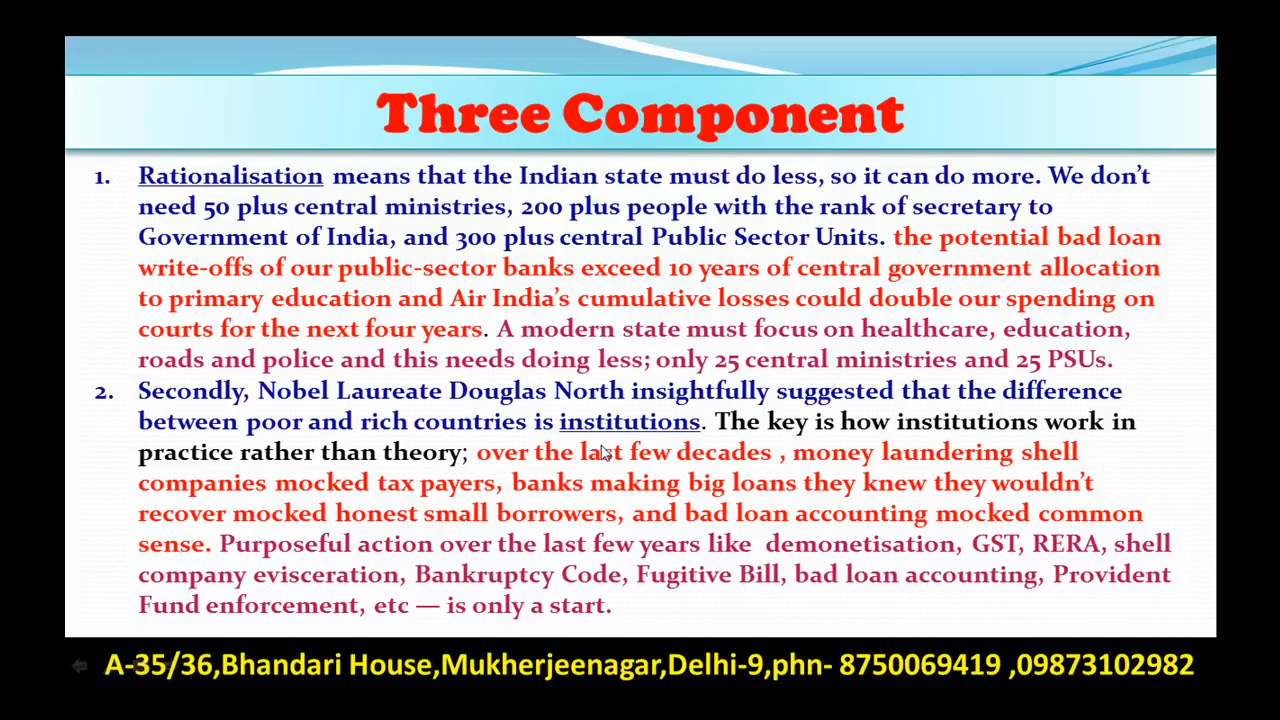 Three Component
1. Rationalisation means that the Indian state must do less, so it can do more. We don’t
need 50 plus central ministries, 200 plus people with the rank of secretary to
Government of India, and 300 plus central Public Sector Units. the potential bad loan
write-offs of our public-sector banks exceed 10 years of central government allocation
to primary education and Air India’s cumulative losses could double our spending on
courts for the next four years. A modern state must focus on healthcare, education,
roads and police and this needs doing less; only 25 central ministries and 25 PSUs.
2. Secondly, Nobel Laureate Douglas North insightfully suggested that the difference
between poor and rich countries is institutions. The key is how institutions work in
practice rather than theory; over the last few decades , money laundering shell
companies mocked tax payers, banks making big loans they knew they wouldn’t
recover mocked honest small borrowers, and bad loan accounting mocked common
sense. Purposeful action over the last few years like demonetisation, GST, RERA, shell
company evisceration, Bankruptcy Code, Fugitive Bill, bad loan accounting, Provident
Fund enforcement, etc — is only a start.
A-35/36,Bhandari House,Mukherjeenagar,Delhi-9,phn- 8750069419 ,09873102982